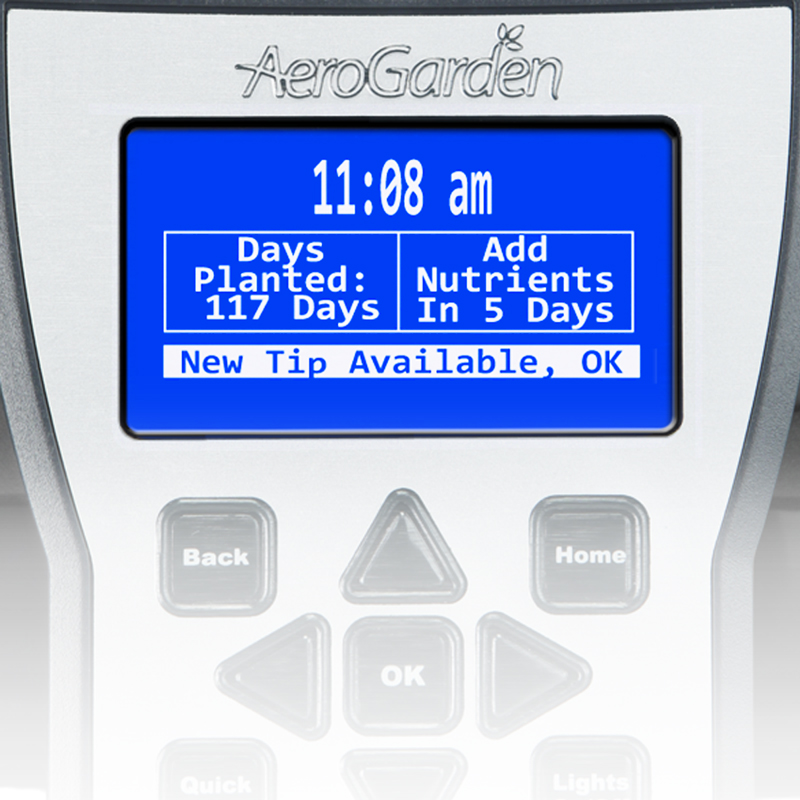 AeroGarden
11:08 am
Days
Planted:
117 Days
Add
Nutrients
In 5 Days
New Tip Available, OK
Back
Home
OK
Quick
Lights